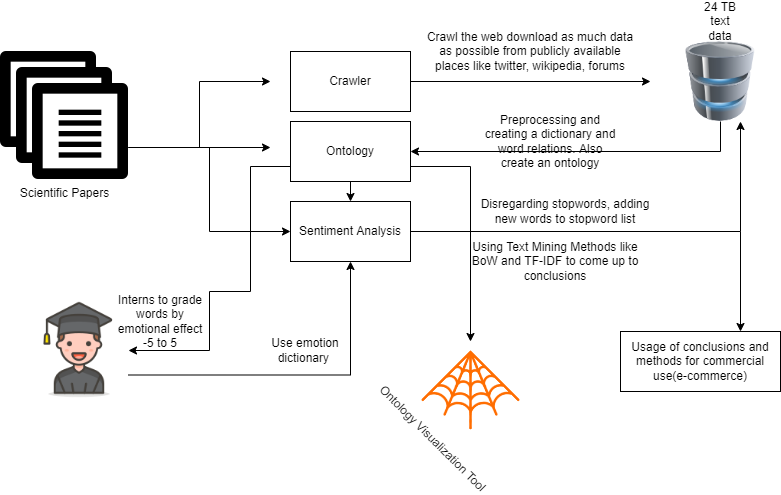 24 TB
text
data
Crawl the web download as much data
as possible from publicly available
places like twitter, wikipedia, forums
Crawler
Preprocessing and
creating a dictionary and
word relations. Also
create an ontology
Ontology
Scientific Papers
Disregarding stopwords, adding
new words to stopword list
Sentiment Analysis
Using Text Mining Methods like
BoW and TF-IDF to come up to
conclusions
Interns to grade
words by
emotional effect
-5 to 5
Use emotion
dictionary
Usage of conclusions and
methods for commercial
use(e-commerce)
Ontology Visualization Tool